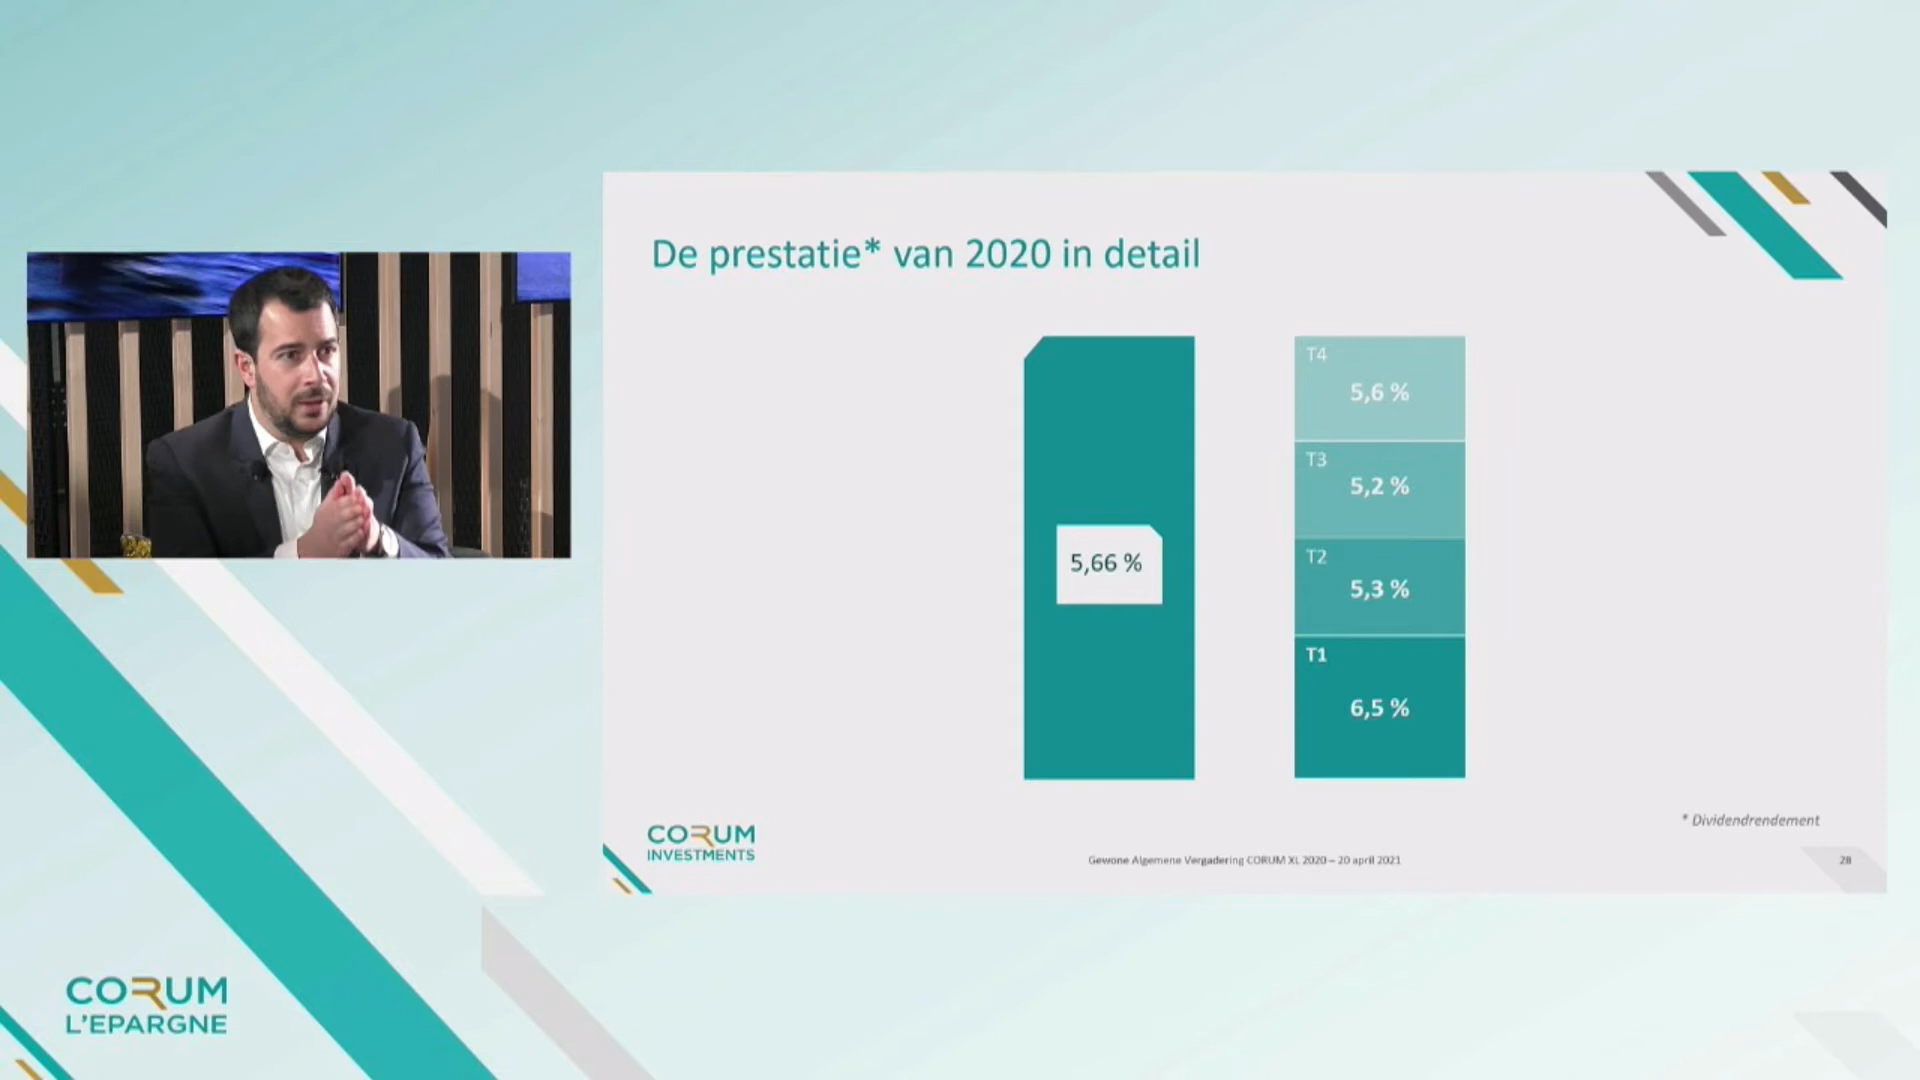 De prestatie* van 2020 in detail
5,66 %
T4
5,6 %
T3
5,2 %
T2
5,3 %
T1
6,5 %
* Dividendrendement
CORUM
INVESTMENTS
Gewone Algemene Vergadering CORUM XL 2020 – 20 april 2021
28
CORUM
L'EPARGNE